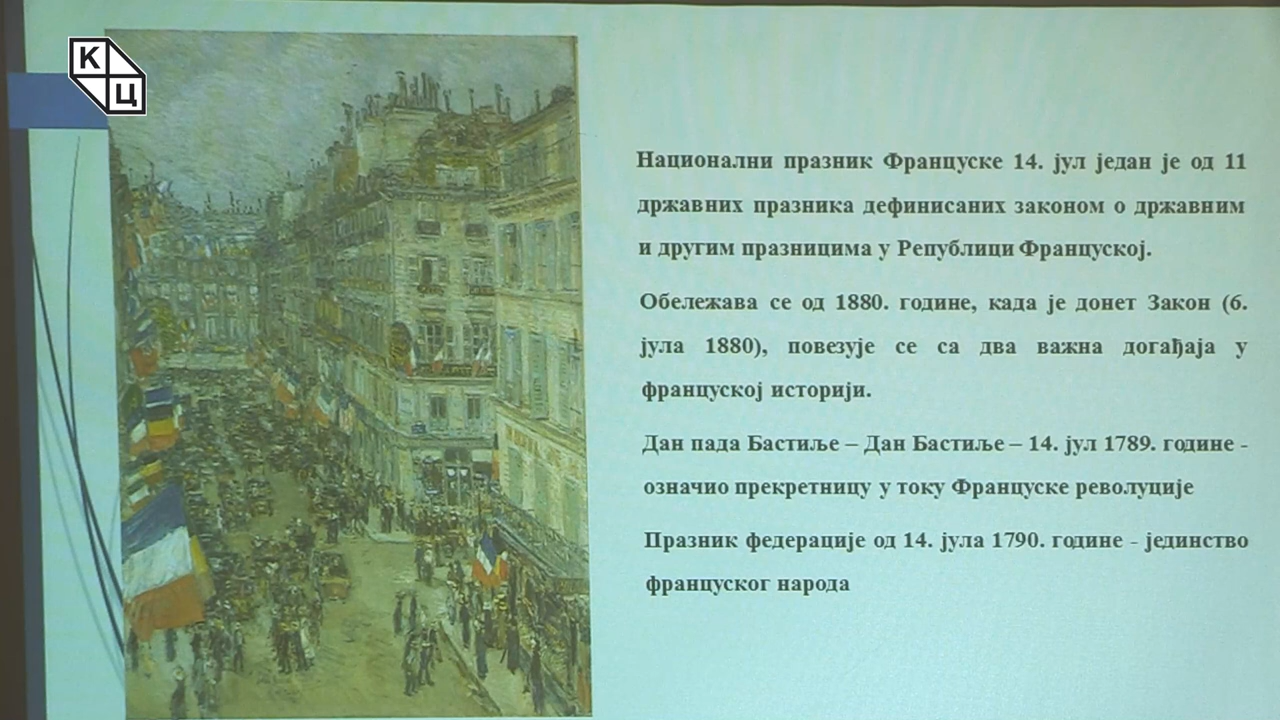 К
Ц
Национални празник Француске 14. јул један је од 11
државних празника дефинисаних законом о државним
и другим празницима у Републици Француској.
Обележава се од 1880. године, када је донет Закон (6.
јула 1880), повезује се са два важна догађаја у
француској историји.
Дан пада Бастиље – Дан Бастиље – 14. јул 1789. године -
означио прекретницу у току Француске револуције
Празник федерације од 14. јула 1790. године - јединство
француског народа